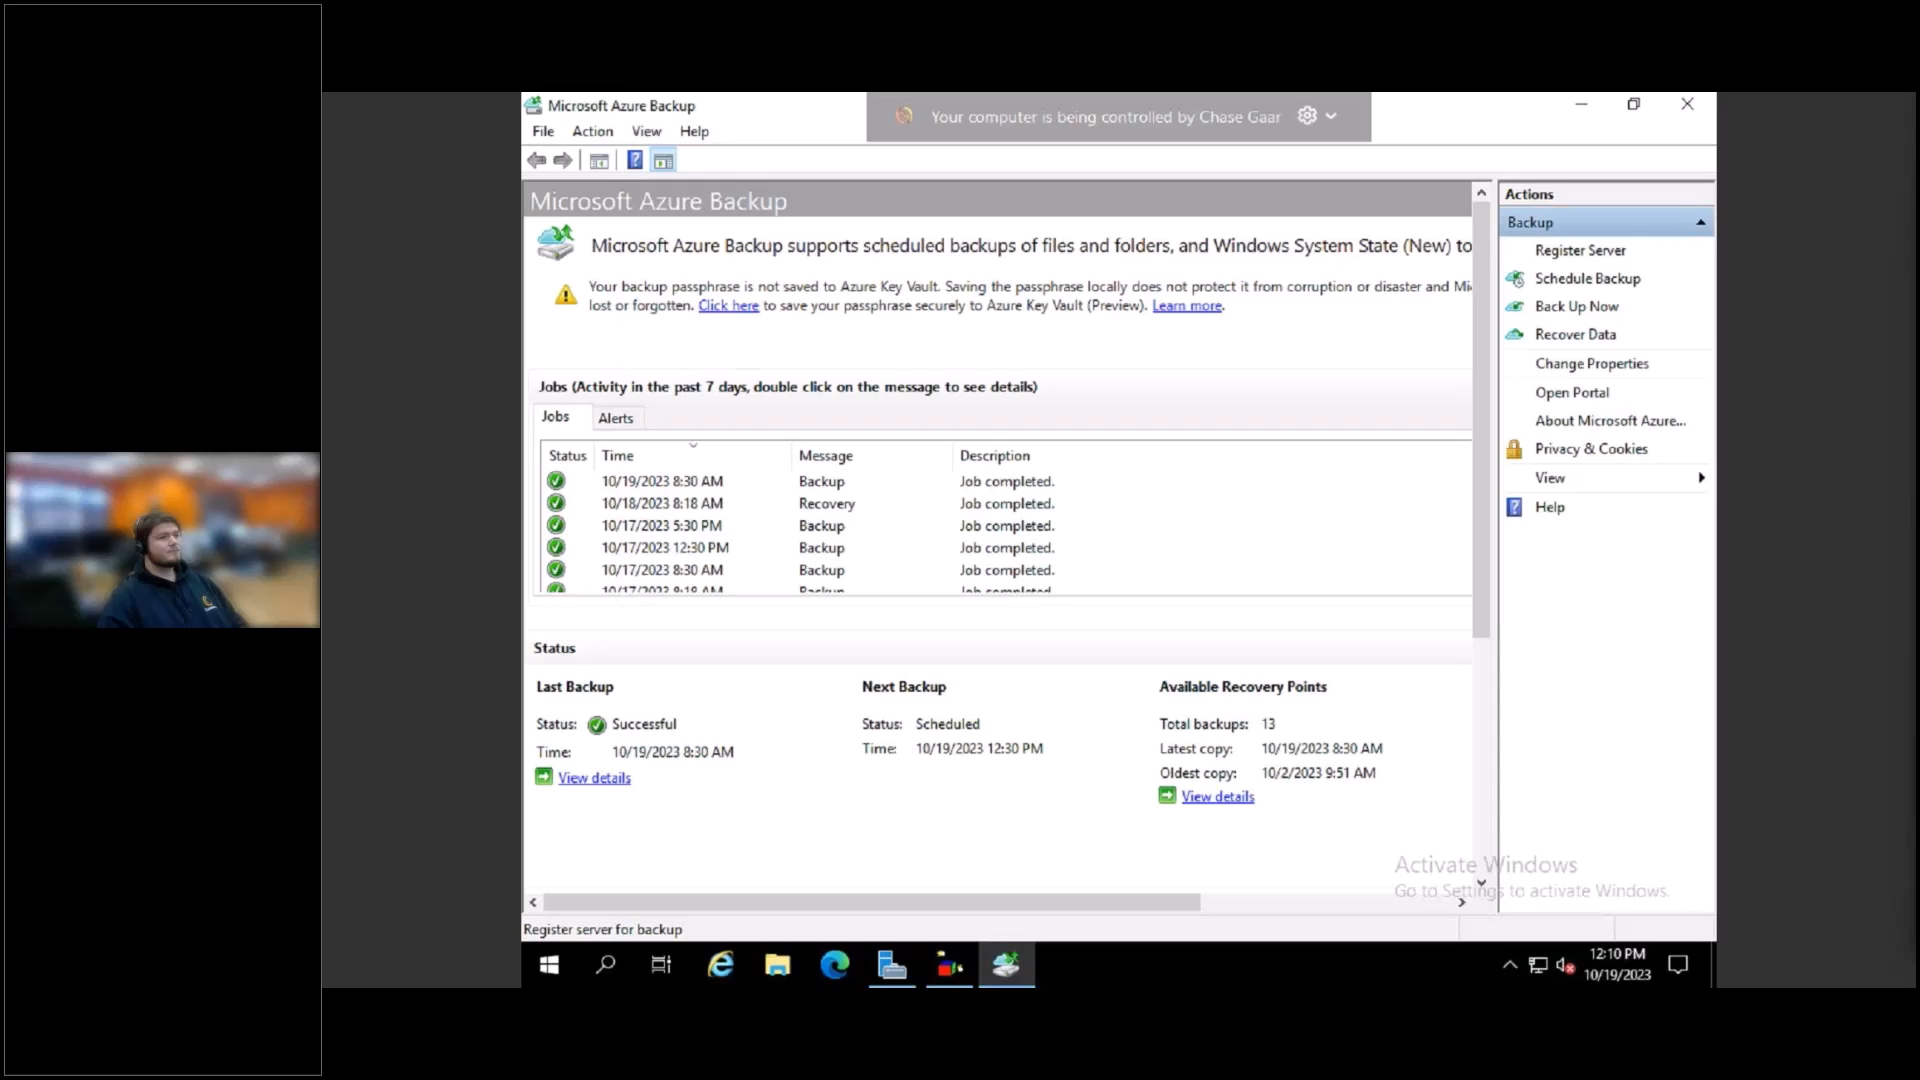 Microsoft Azure Backup
Your computer is being controlled by Chase Gaar
File Action View Help
Microsoft Azure Backup
Microsoft Azure Backup supports scheduled backups of files and folders, and Windows System State (New) to
Your backup passphrase is not saved to Azure Key Vault. Saving the passphrase locally does not protect it from corruption or disaster and Mi
lost or forgotten. Click here to save your passphrase securely to Azure Key Vault (Preview). Learn more.
Jobs (Activity in the past 7 days, double click on the message to see details)
Jobs Alerts
Status Time Message Description
10/19/2023 8:30 AM Backup Job completed.
10/18/2023 8:18 AM Recovery Job completed.
10/17/2023 5:30 PM Backup Job completed.
10/17/2023 12:30 PM Backup Job completed.
10/17/2023 8:30 AM Backup Job completed.
10/17/2023 8:18 AM Backup Job completed.
Status
Last Backup
Status: Successful
Time: 10/19/2023 8:30 AM
View details
Next Backup
Status: Scheduled
Time: 10/19/2023 12:30 PM
Available Recovery Points
Total backups: 13
Latest copy: 10/19/2023 8:30 AM
Oldest copy: 10/2/2023 9:51 AM
View details
Actions
Backup
Register Server
Schedule Backup
Back Up Now
Recover Data
Change Properties
Open Portal
About Microsoft Azure...
Privacy & Cookies
View
Help
Activate Windows
Go to Settings to activate Windows.
Register server for backup
12:10 PM
10/19/2023